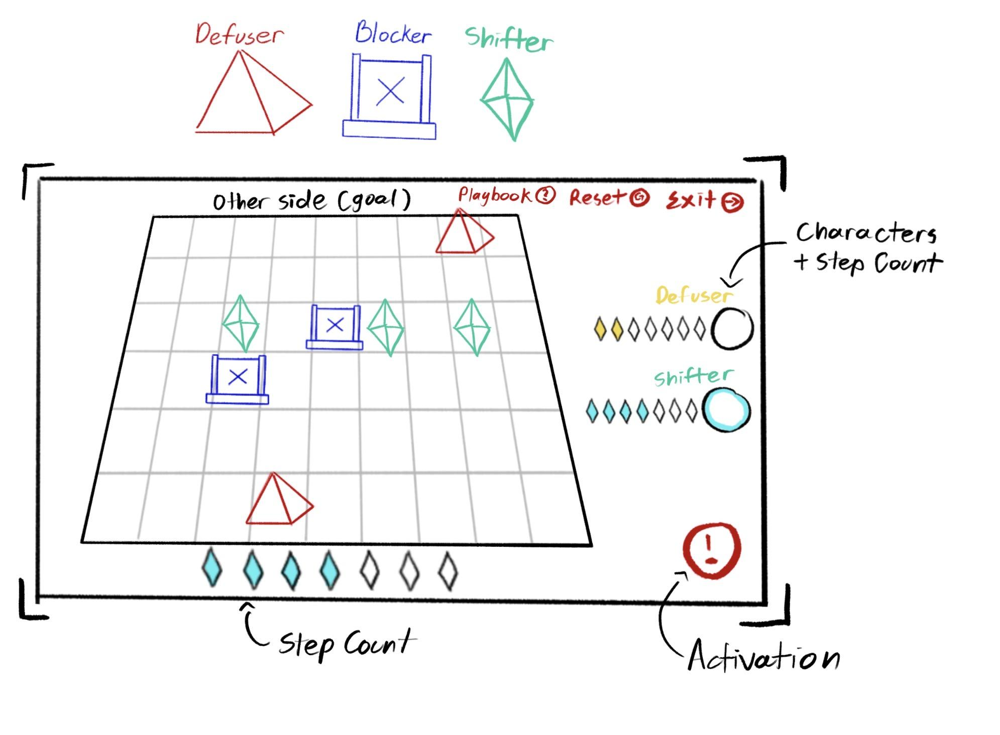 Defuser
Blocker
Shifter
Other side (goal)
Playbook ?
Reset
Exit
Characters
+ Step Count
Defuser
Shifter
!
Step Count
Activation